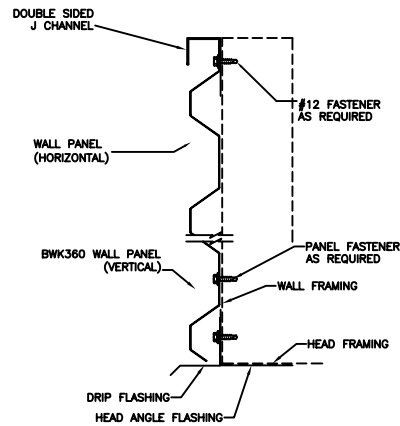 DOUBLE SIDED
J CHANNEL
#12 FASTENER
AS REQUIRED
WALL PANEL
(HORIZONTAL)
PANEL FASTENER
AS REQUIRED
BWK360 WALL PANEL
(VERTICAL)
WALL FRAMING
HEAD FRAMING
DRIP FLASHING
HEAD ANGLE FLASHING